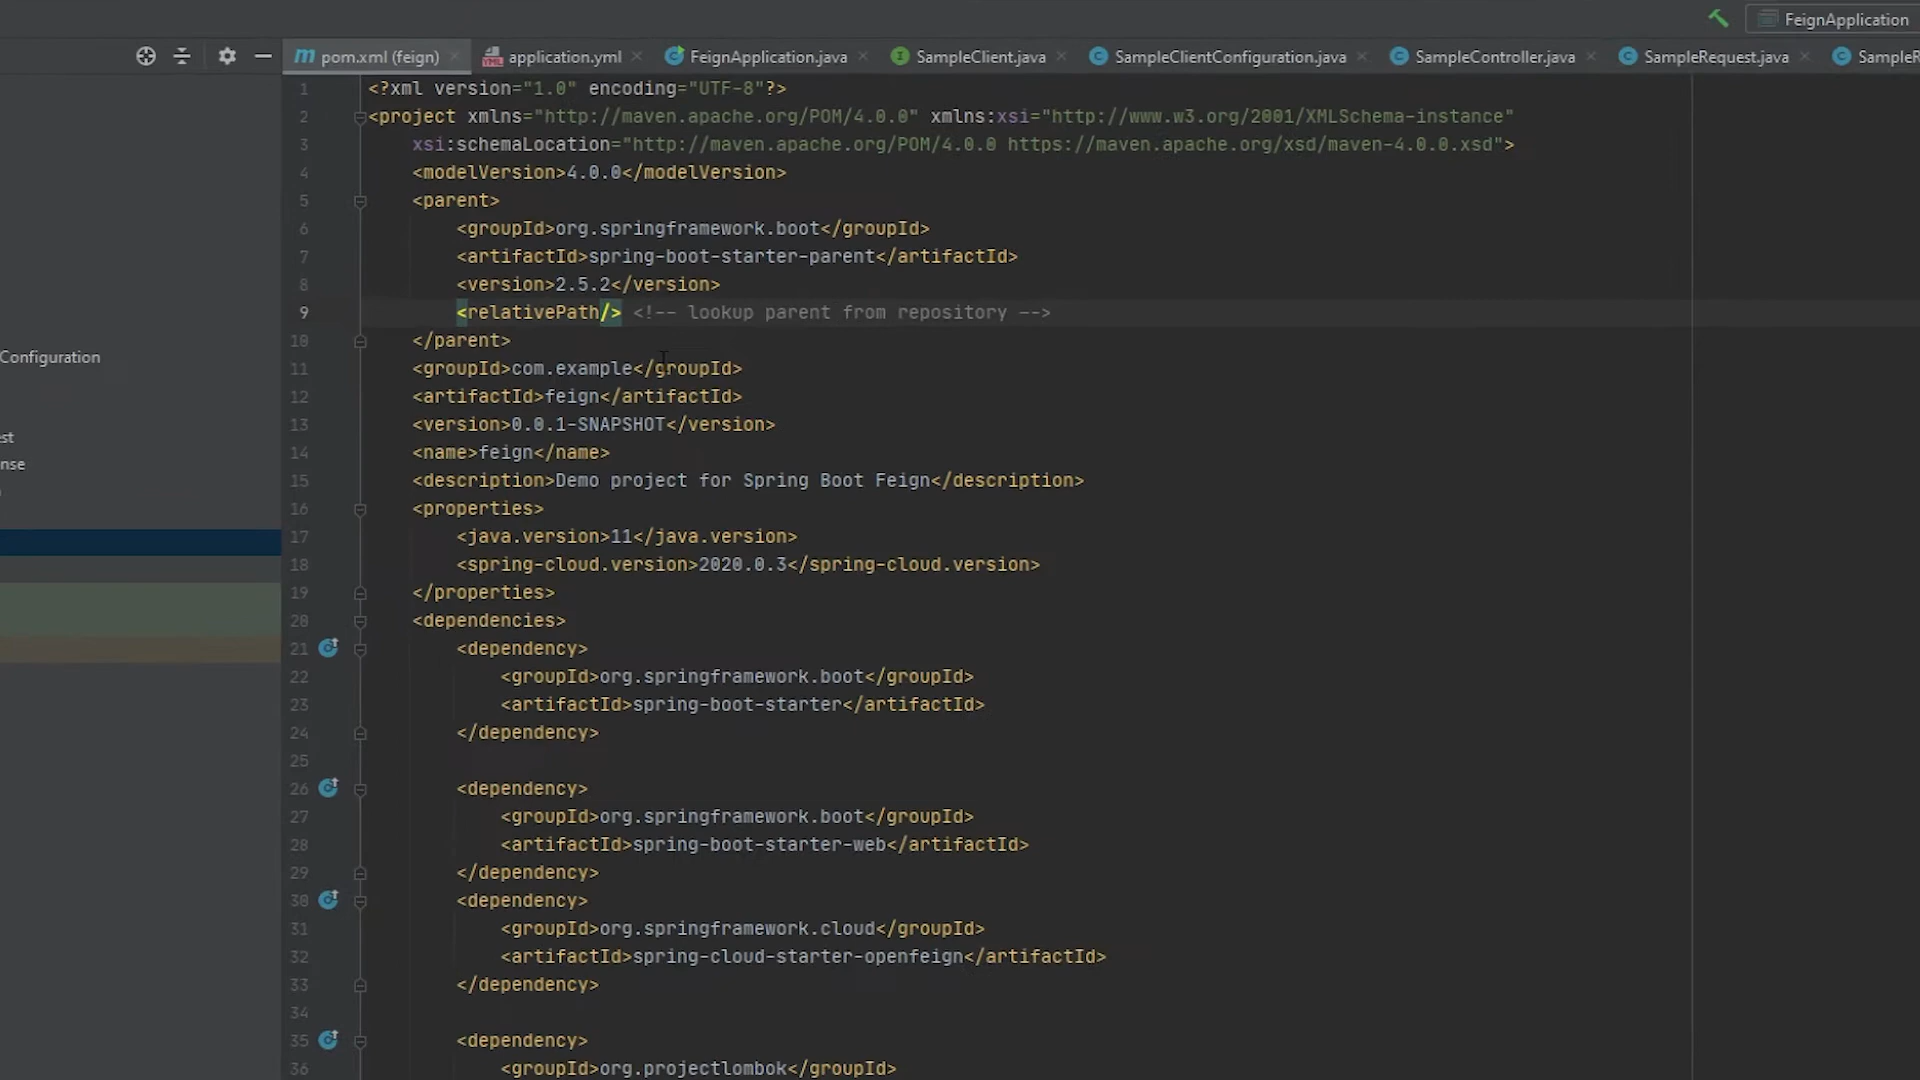 FeignApplication
pom.xml (feign)
application.yml
FeignApplication.java
SampleClient.java
SampleClientConfiguration.java
SampleController.java
SampleRequest.java
SampleR
Configuration
st
nse
1 <?xml version="1.0" encoding="UTF-8"?>
2 <project xmlns="http://maven.apache.org/POM/4.0.0" xmlns:xsi="http://www.w3.org/2001/XMLSchema-instance"
3 xsi:schemaLocation="http://maven.apache.org/POM/4.0.0 https://maven.apache.org/xsd/maven-4.0.0.xsd">
4 <modelVersion>4.0.0</modelVersion>
5 <parent>
6 <groupId>org.springframework.boot</groupId>
7 <artifactId>spring-boot-starter-parent</artifactId>
8 <version>2.5.2</version>
9 <relativePath/> <!-- lookup parent from repository -->
10 </parent>
11 <groupId>com.example</groupId>
12 <artifactId>feign</artifactId>
13 <version>0.0.1-SNAPSHOT</version>
14 <name>feign</name>
15 <description>Demo project for Spring Boot Feign</description>
16 <properties>
17 <java.version>11</java.version>
18 <spring-cloud.version>2020.0.3</spring-cloud.version>
19 </properties>
20 <dependencies>
21 <dependency>
22 <groupId>org.springframework.boot</groupId>
23 <artifactId>spring-boot-starter</artifactId>
24 </dependency>
25
26 <dependency>
27 <groupId>org.springframework.boot</groupId>
28 <artifactId>spring-boot-starter-web</artifactId>
29 </dependency>
30 <dependency>
31 <groupId>org.springframework.cloud</groupId>
32 <artifactId>spring-cloud-starter-openfeign</artifactId>
33 </dependency>
34
35 <dependency>
36 <groupId>org.projectlombok</groupId>